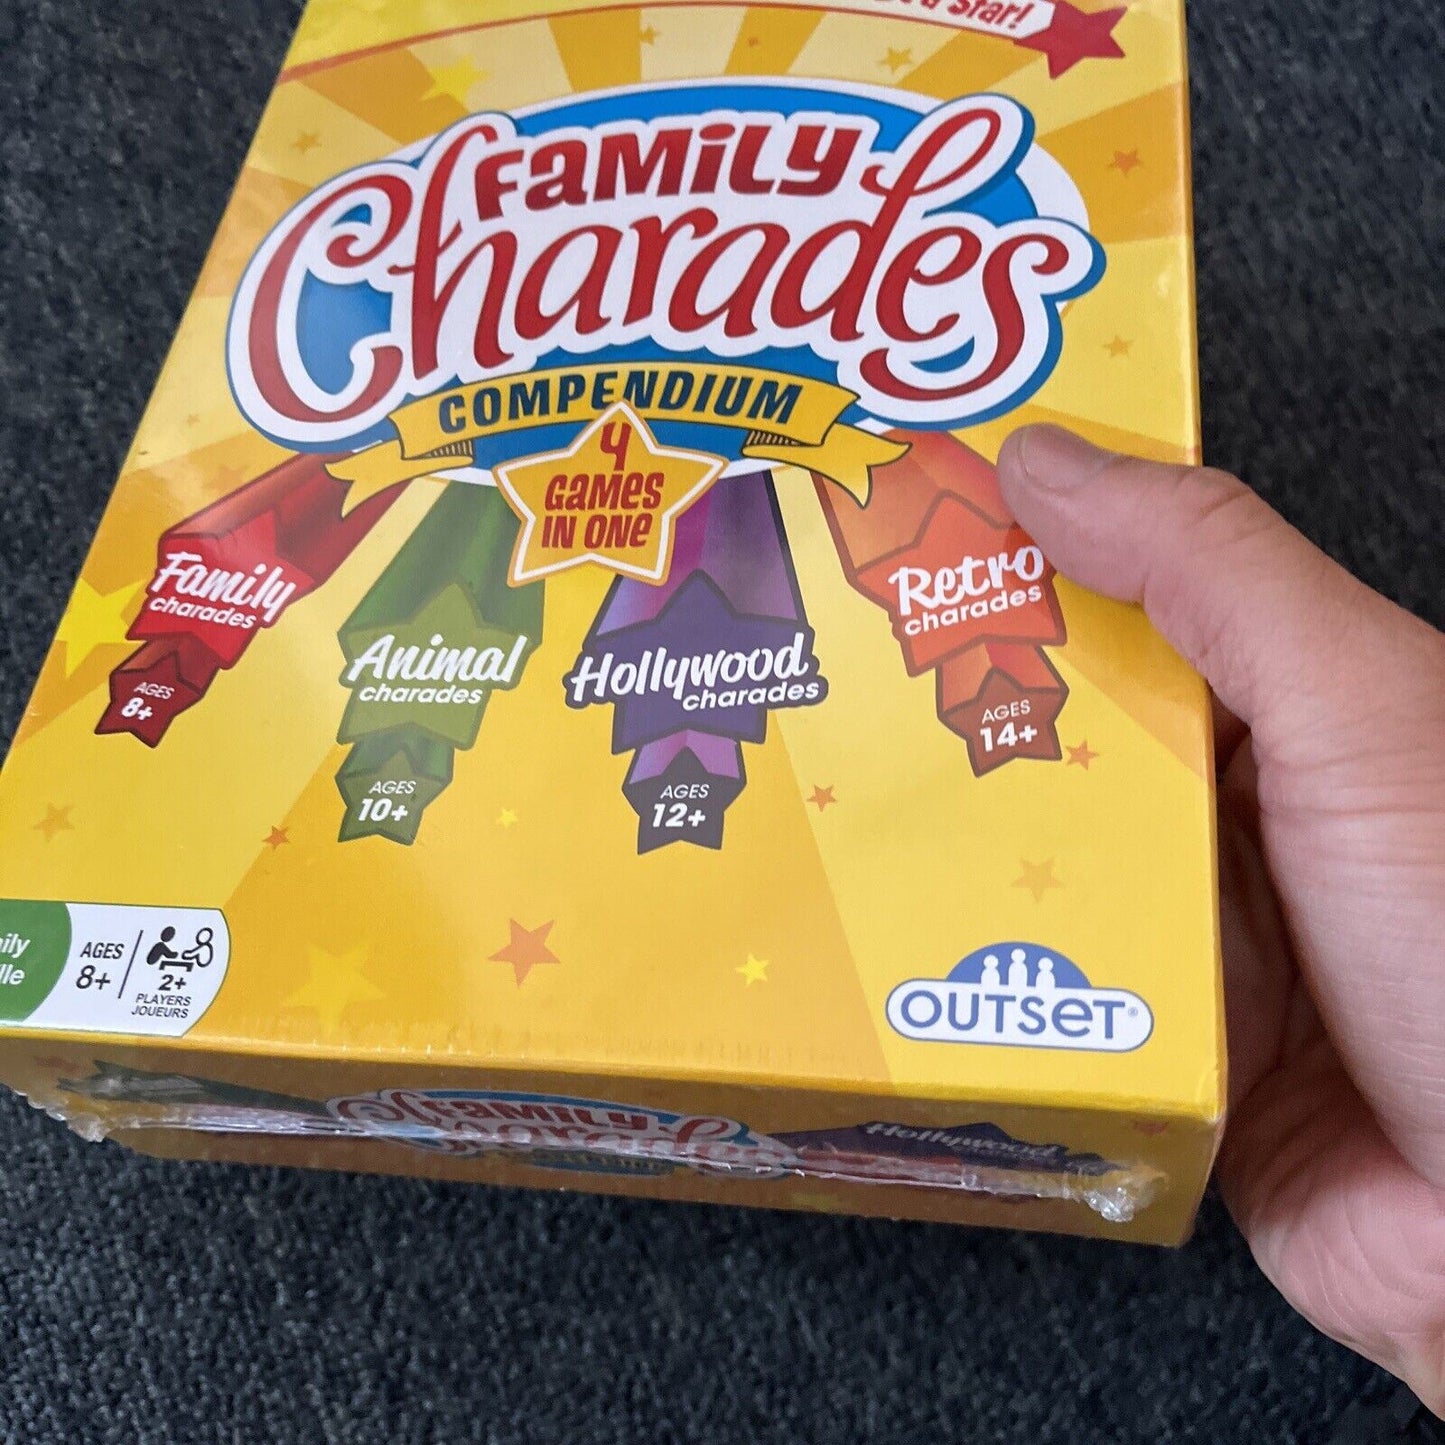 a Star!
FAMiLY
Charades
COMPENDIUM
4
GaMes
IN ONe
Family
charades
AGES
8+
Animal
charades
AGES
10+
Hollywood
charades
AGES
12+
Retro
charades
AGES
14+
AGES
8+
2+
PLAYERS
JOUEURS
OUTSeT®
FAMiLY
Charades
Hollywood